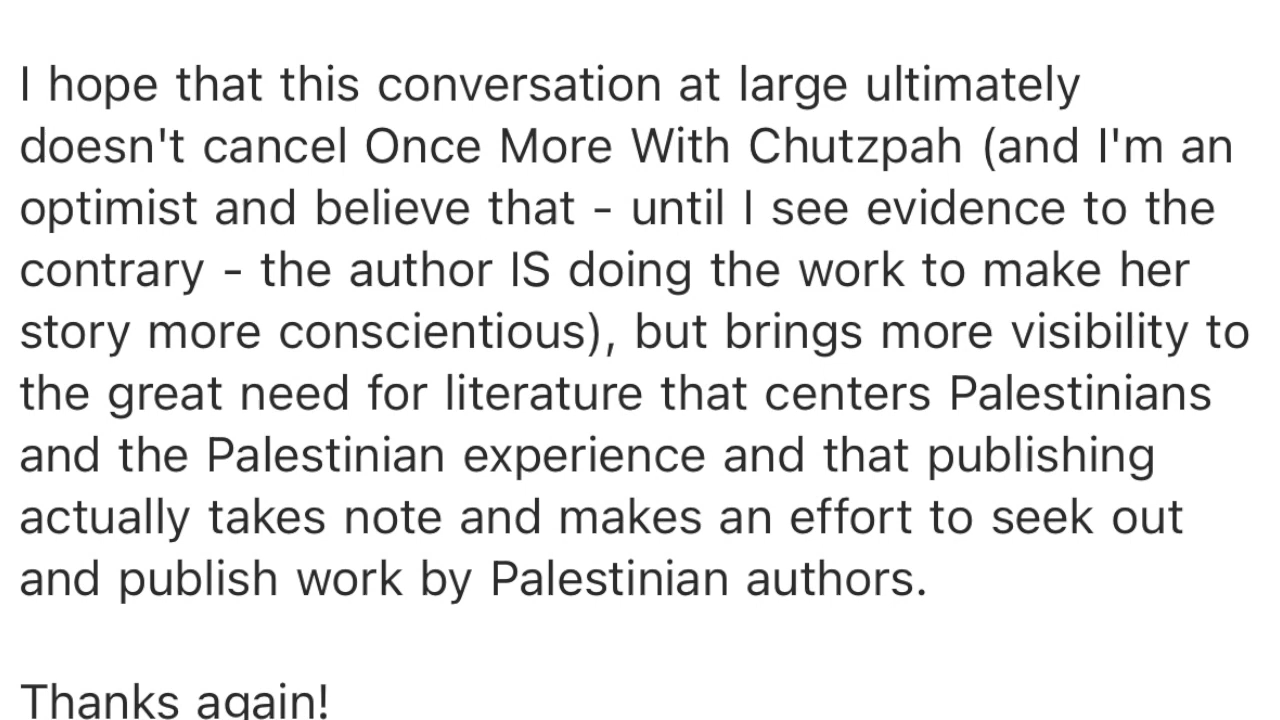 I hope that this conversation at large ultimately
doesn't cancel Once More With Chutzpah (and I'm an
optimist and believe that - until I see evidence to the
contrary - the author IS doing the work to make her
story more conscientious), but brings more visibility to
the great need for literature that centers Palestinians
and the Palestinian experience and that publishing
actually takes note and makes an effort to seek out
and publish work by Palestinian authors.
Thanks again!